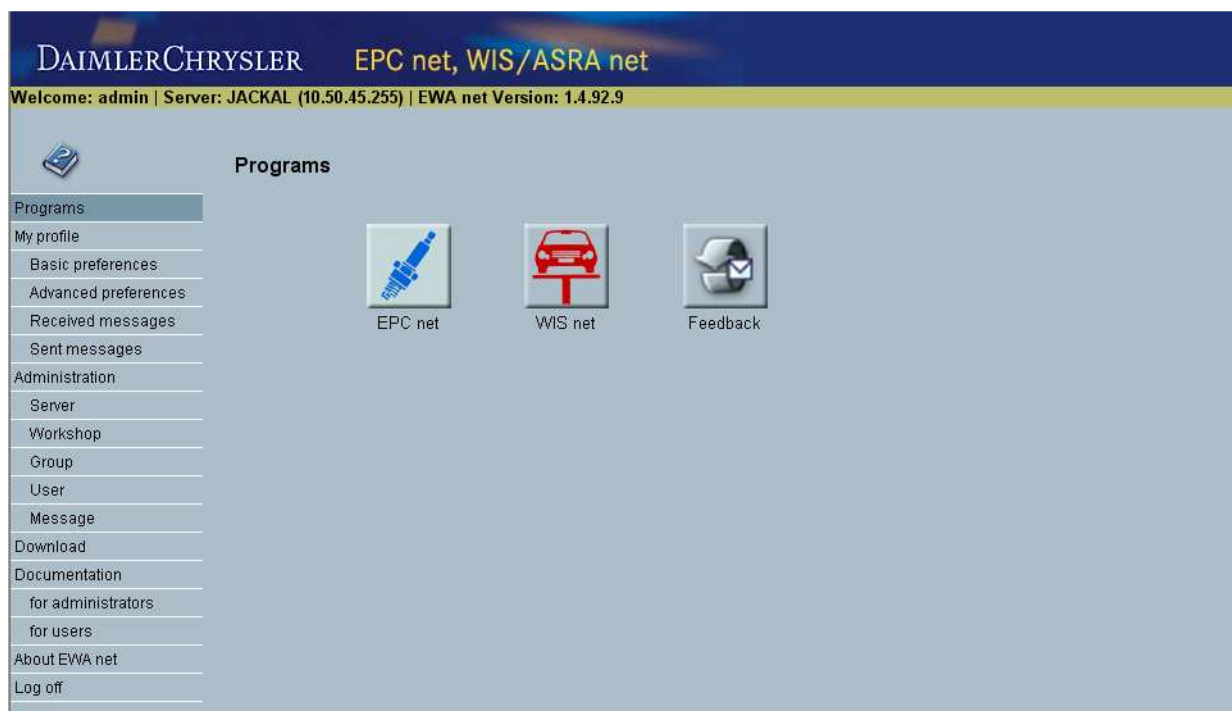 DAIMLERCHRYSLER EPC net, WIS/ASRA net
Welcome: admin | Server: JACKAL (10.50.45.255) | EWA net Version: 1.4.92.9
Programs
Programs
My profile
Basic preferences
Advanced preferences
Received messages
Sent messages
Administration
Server
Workshop
Group
User
Message
Download
Documentation
for administrators
for users
About EWA net
Log off
EPC net WIS net Feedback